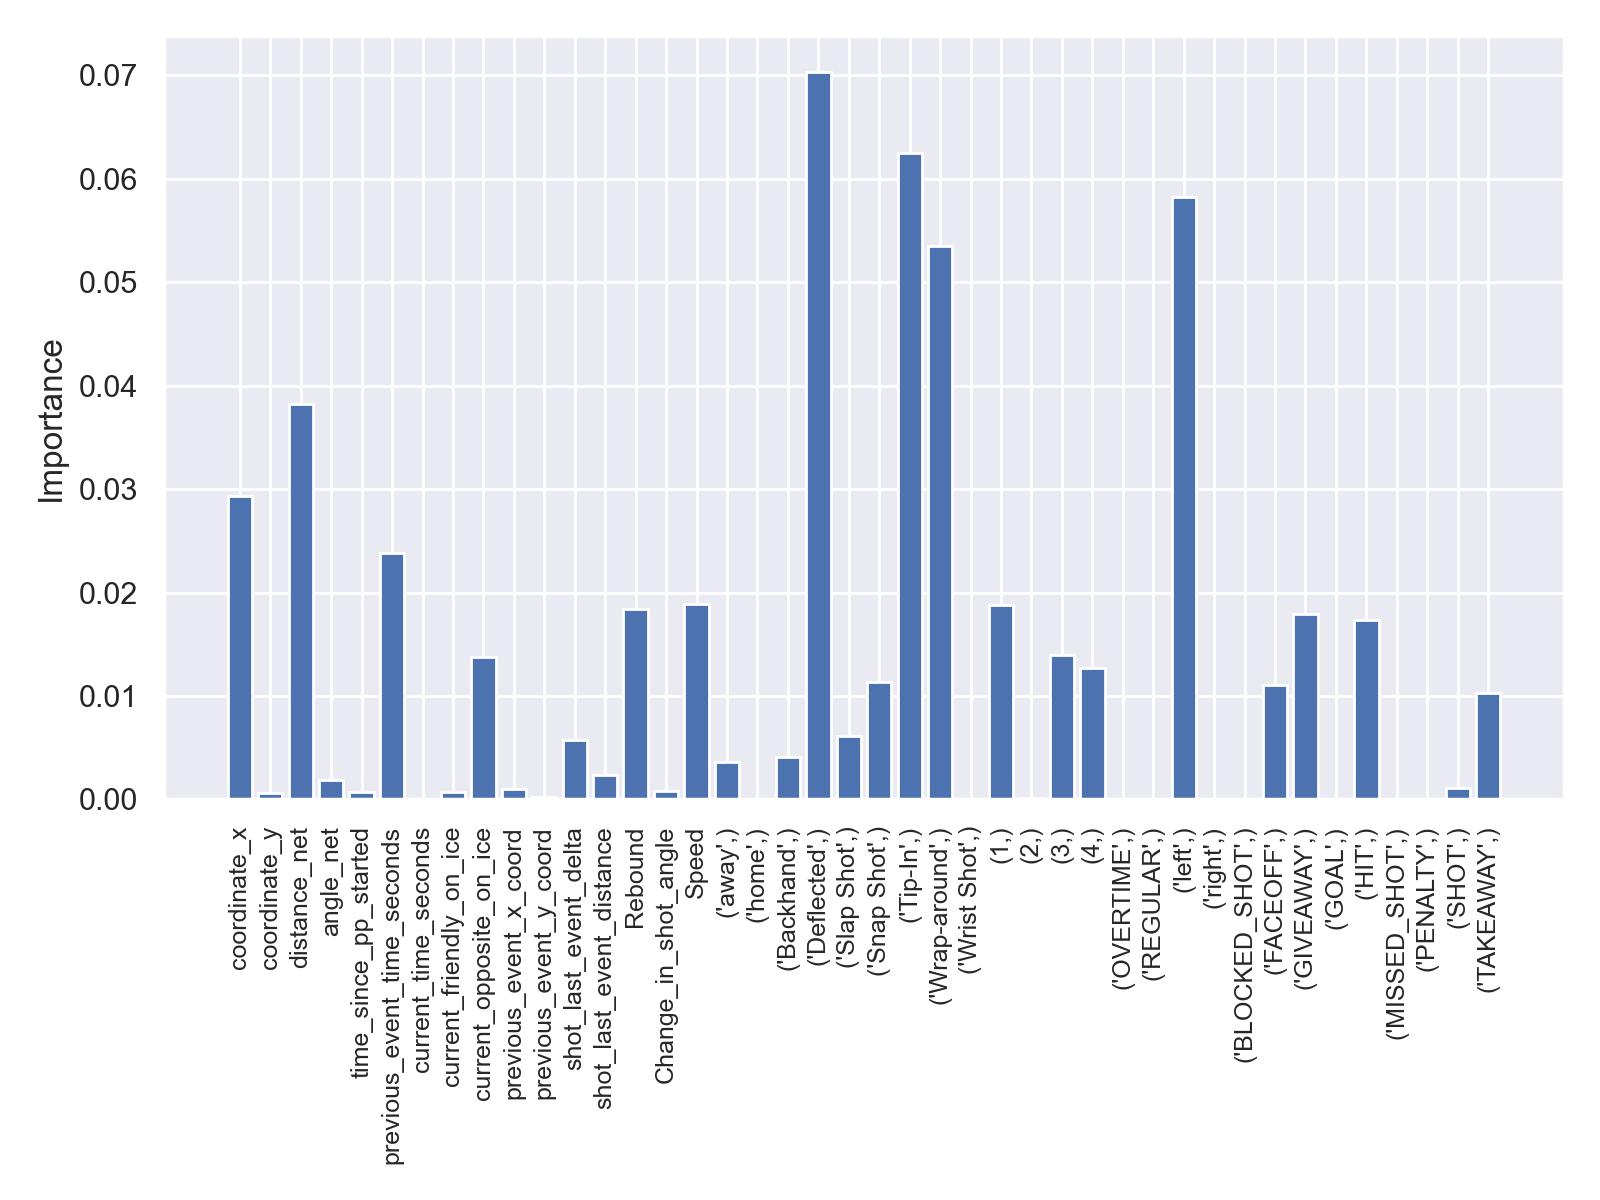 0.07
0.06
0.05
0.04
0.03
0.02
0.01
0.00
Importance
coordinate_x
coordinate_y
distance_net
angle_net
time_since_pp_started
previous_event_time_seconds
current_time_seconds
current_friendly_on_ice
current_opposite_on_ice
previous_event_x_coord
previous_event_y_coord
shot_last_event_delta
shot_last_event_distance
Rebound
Change_in_shot_angle
Speed
('away',)
('home',)
('Backhand',)
('Deflected',)
('Slap Shot',)
('Snap Shot',)
('Tip-In',)
('Wrap-around',)
('Wrist Shot',)
(1,)
(2,)
(3,)
(4,)
('OVERTIME',)
('REGULAR',)
('left',)
('right',)
('BLOCKED_SHOT',)
('FACEOFF',)
('GIVEAWAY',)
('GOAL',)
('HIT',)
('MISSED_SHOT',)
('PENALTY',)
('SHOT',)
('TAKEAWAY',)